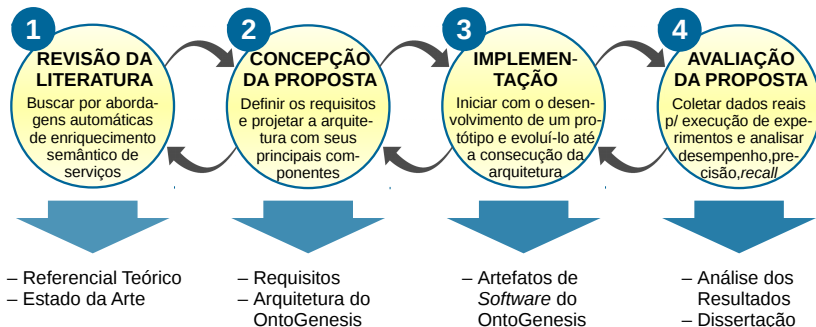 1
REVISÃO DA
LITERATURA
Buscar por aborda-
gens automáticas
de enriquecimento
semântico de
serviços
2
CONCEPÇÃO
DA PROPOSTA
Definir os requisitos
e projetar a arquite-
tura com seus
principais com-
ponentes
3
IMPLEMEN-
TAÇÃO
Iniciar com o desen-
volvimento de um pro-
tótipo e evoluí-lo até
a consecução da
arquitetura
4
AVALIAÇÃO
DA PROPOSTA
Coletar dados reais
p/ execução de expe-
rimentos e analisar
desempenho,pre-
cisão,recall
– Referencial Teórico
– Estado da Arte
– Requisitos
– Arquitetura do
OntoGenesis
– Artefatos de
Software do
OntoGenesis
– Análise dos
Resultados
– Dissertação